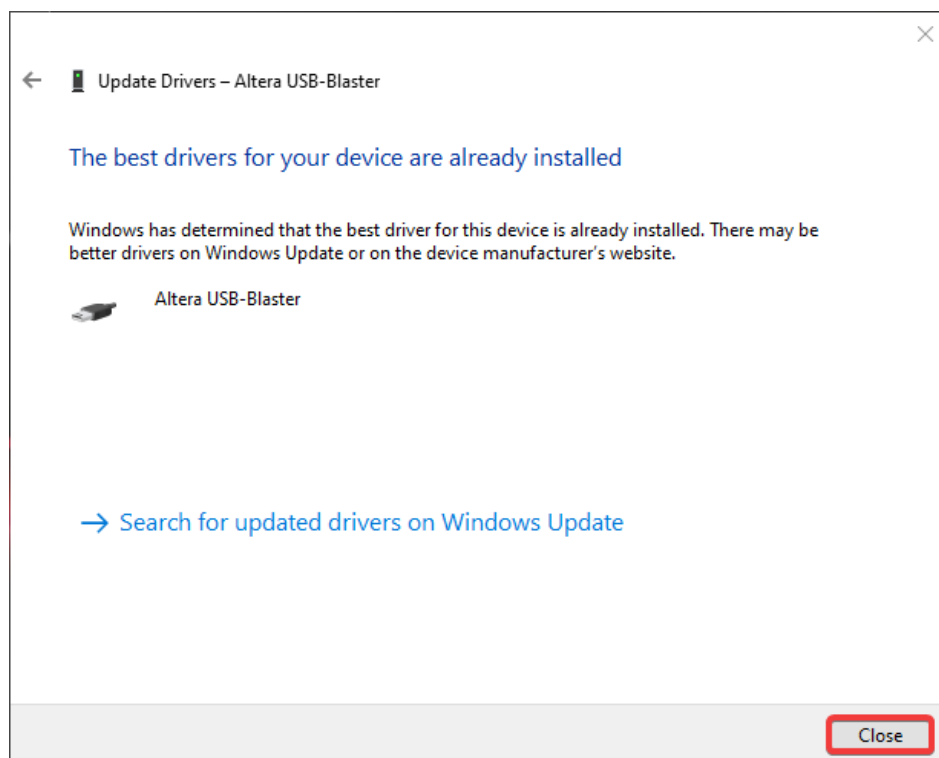 Update Drivers – Altera USB-Blaster
The best drivers for your device are already installed
Windows has determined that the best driver for this device is already installed. There may be
better drivers on Windows Update or on the device manufacturer's website.
Altera USB-Blaster
Search for updated drivers on Windows Update
Close